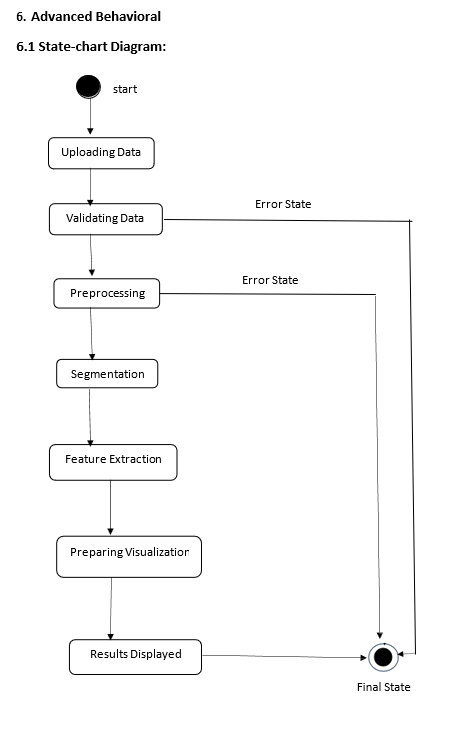 6. Advanced Behavioral
6.1 State-chart Diagram:
start
Uploading Data
Error State
Validating Data
Error State
Preprocessing
Segmentation
Feature Extraction
Preparing Visualization
Results Displayed
Final State